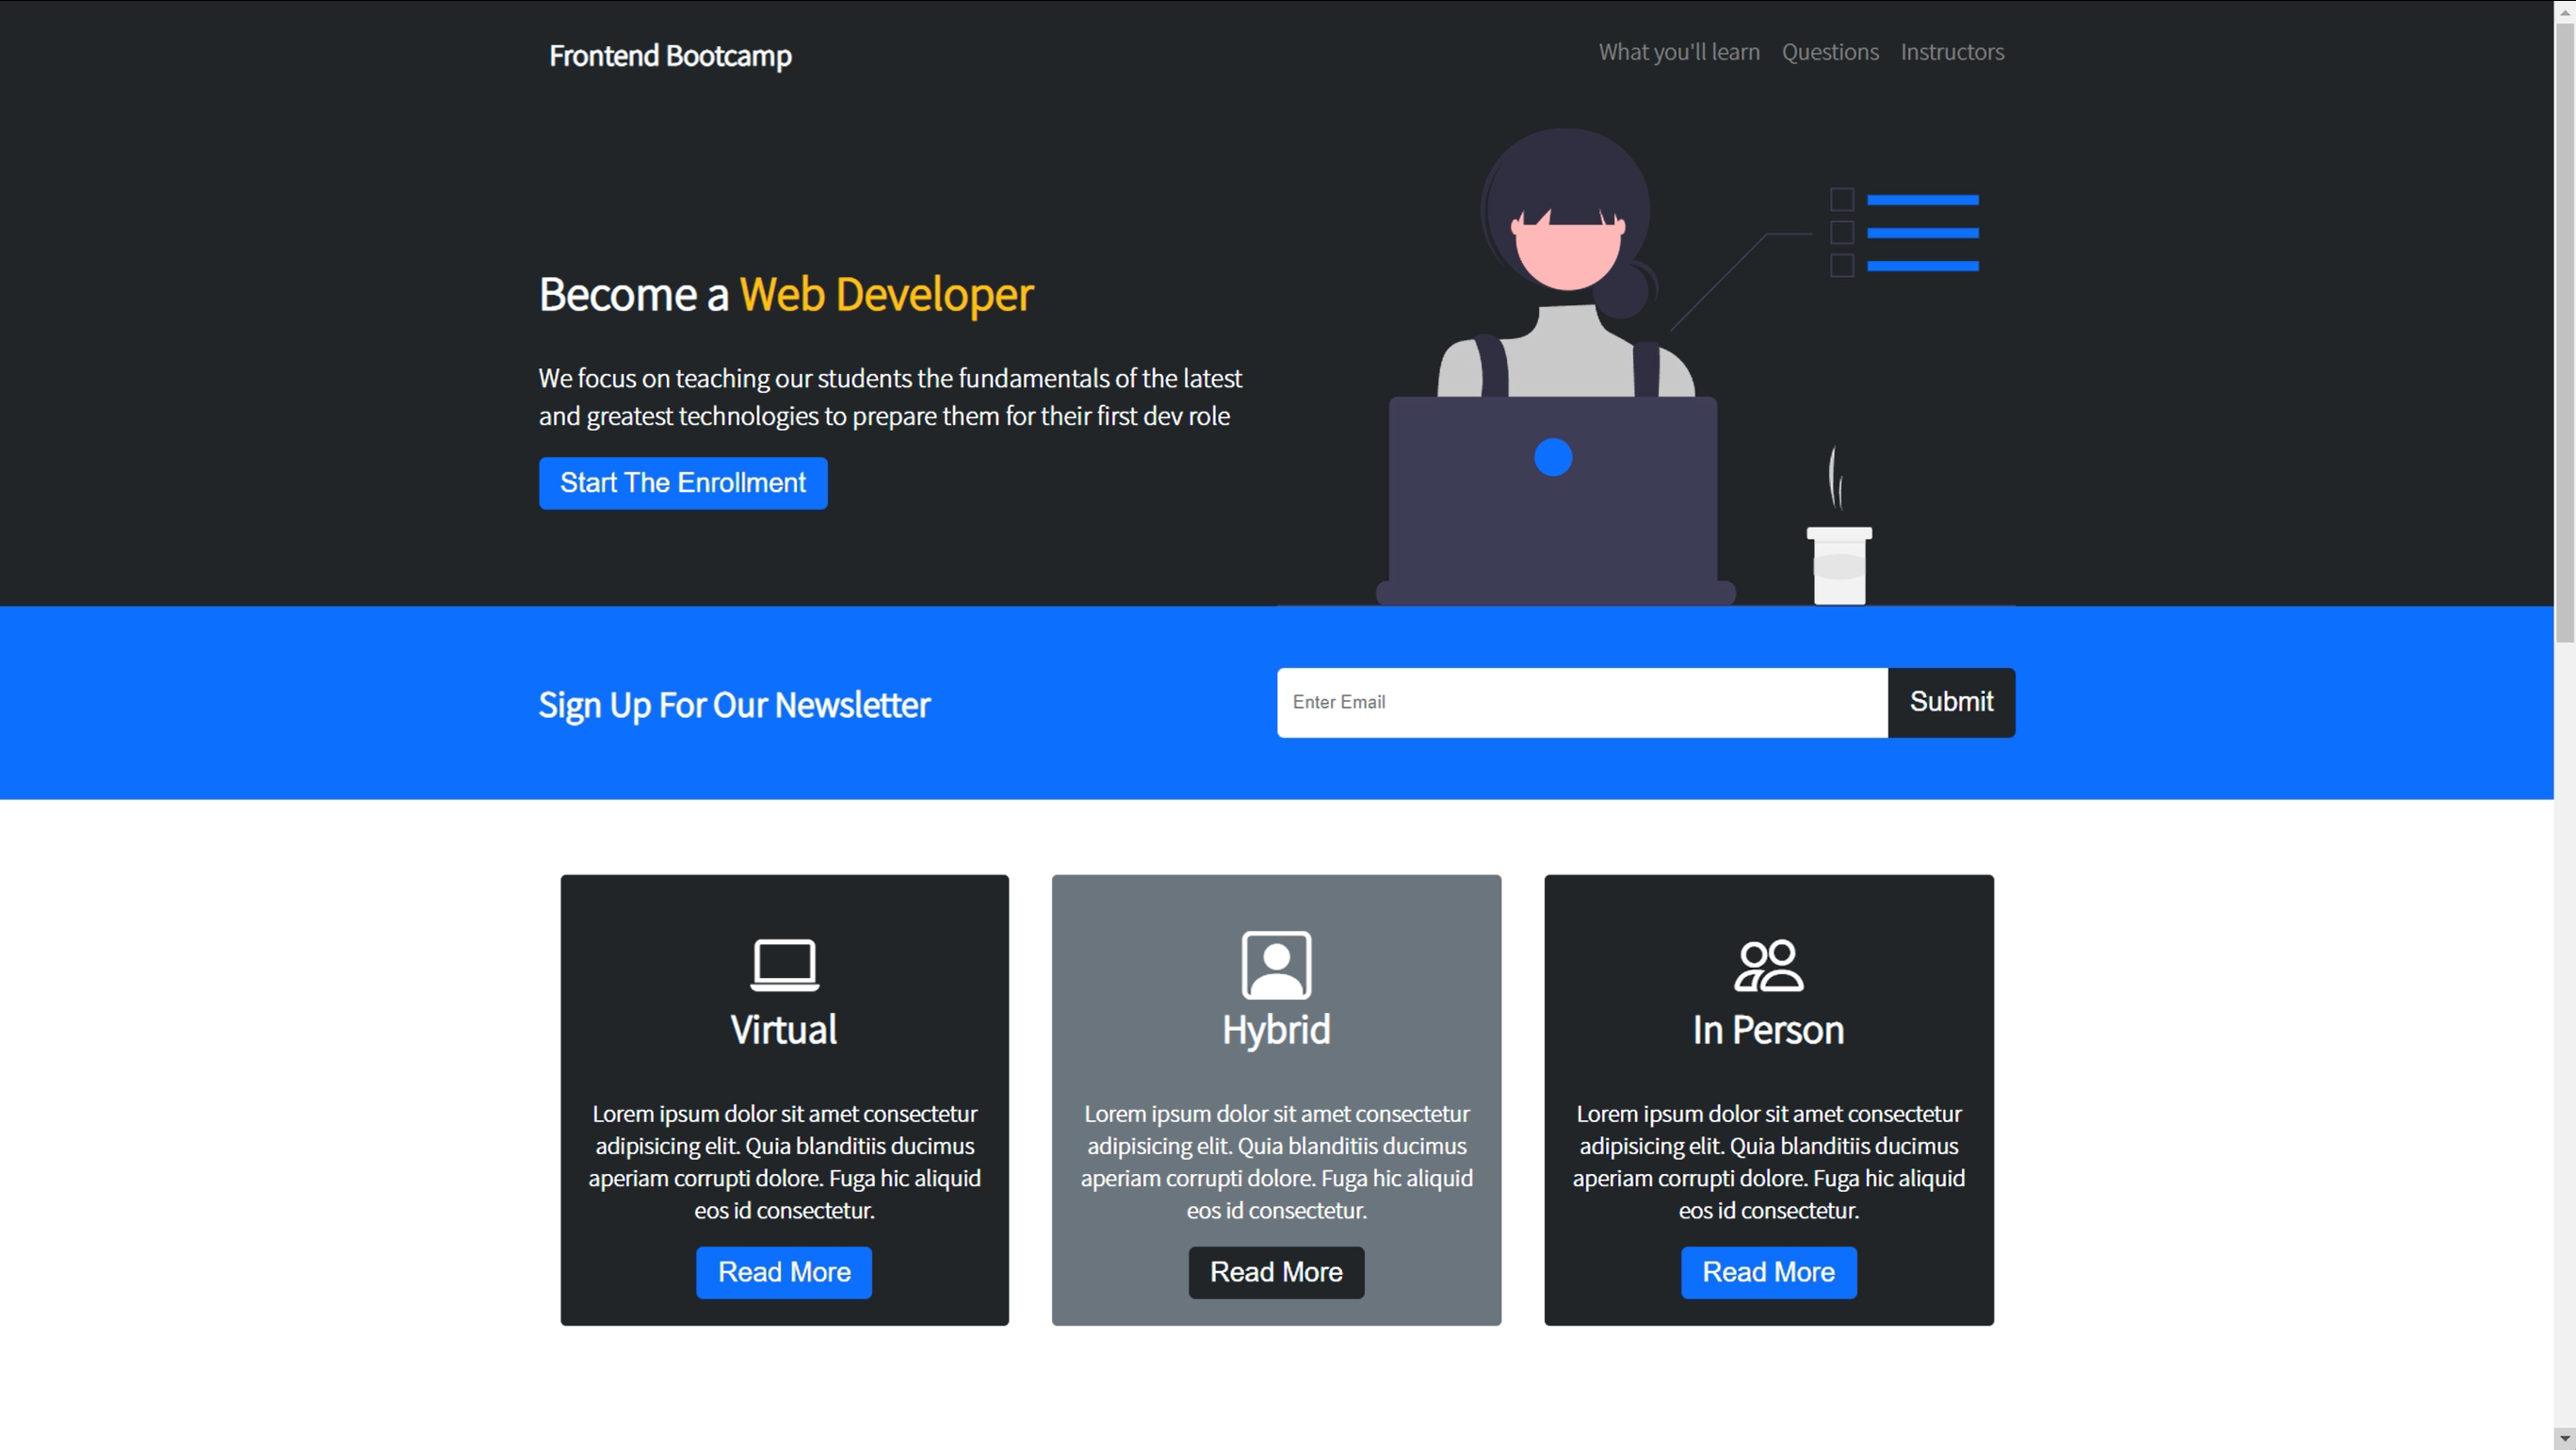 Frontend Bootcamp
What you'll learn Questions Instructors
Become a Web Developer
We focus on teaching our students the fundamentals of the latest
and greatest technologies to prepare them for their first dev role
Start The Enrollment
Sign Up For Our Newsletter
Enter Email
Submit
Virtual
Lorem ipsum dolor sit amet consectetur
adipisicing elit. Quia blanditiis ducimus
aperiam corrupti dolore. Fuga hic aliquid
eos id consectetur.
Read More
Hybrid
Lorem ipsum dolor sit amet consectetur
adipisicing elit. Quia blanditiis ducimus
aperiam corrupti dolore. Fuga hic aliquid
eos id consectetur.
Read More
In Person
Lorem ipsum dolor sit amet consectetur
adipisicing elit. Quia blanditiis ducimus
aperiam corrupti dolore. Fuga hic aliquid
eos id consectetur.
Read More